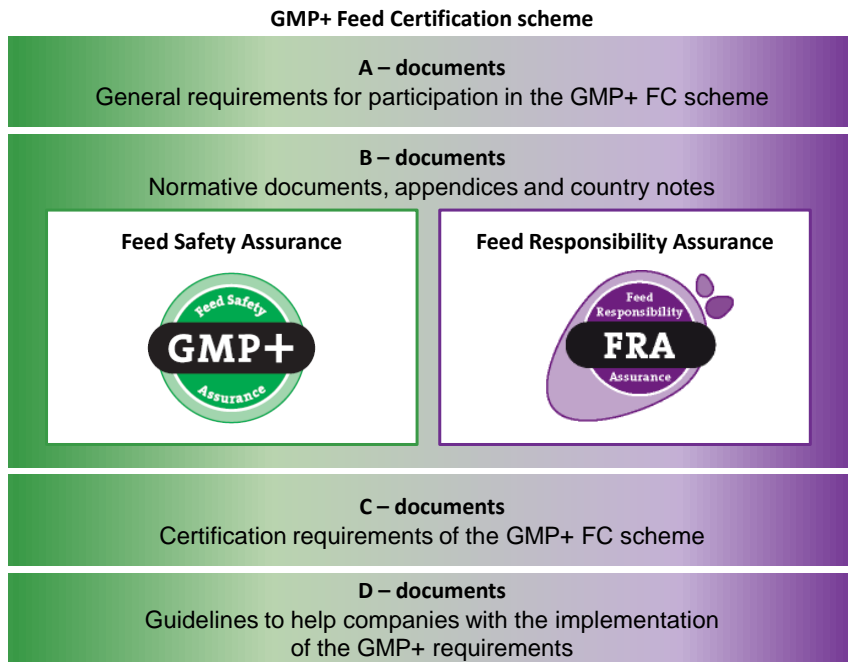 GMP+ Feed Certification scheme
A – documents
General requirements for participation in the GMP+ FC scheme
B – documents
Normative documents, appendices and country notes
Feed Safety Assurance
Feed Safety
GMP+
Assurance
Feed Responsibility Assurance
Feed
Responsibility
FRA
Assurance
C – documents
Certification requirements of the GMP+ FC scheme
D – documents
Guidelines to help companies with the implementation
of the GMP+ requirements